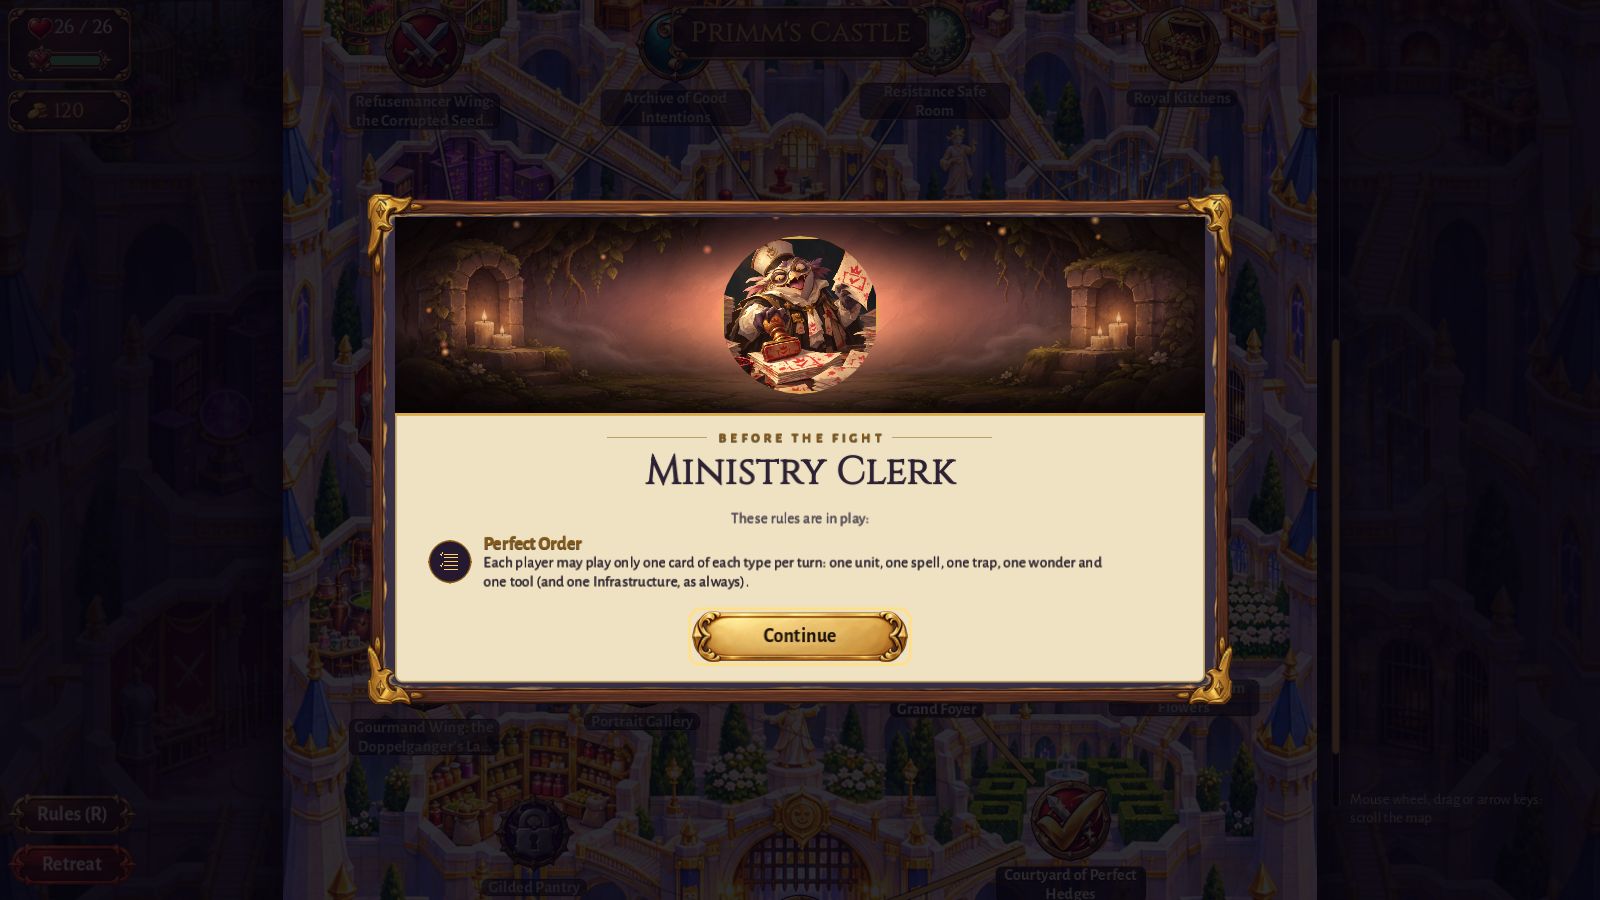 26 / 26
120
PRIMM'S CASTLE
Refusemancer Wing:
the Corrupted Seed...
Archive of Good
Intentions
Resistance Safe
Room
Royal Kitchens
BEFORE THE FIGHT
MINISTRY CLERK
These rules are in play:
Perfect Order
Each player may play only one card of each type per turn: one unit, one spell, one trap, one wonder and
one tool (and one Infrastructure, as always).
Continue
Gourmand Wing: the
Doppelganger's La...
Portrait Gallery
Grand Foyer
Flowers
Gilded Pantry
Courtyard of Perfect
Hedges
Rules (R)
Retreat
Mouse wheel, drag or arrow keys:
scroll the map